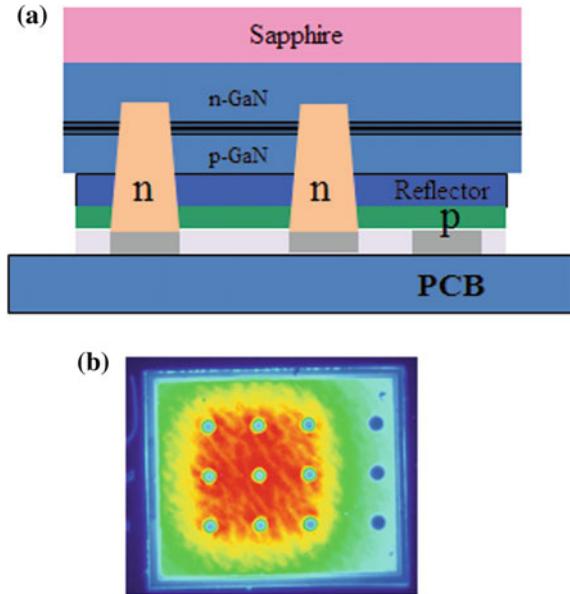 (a)
Sapphire
n-GaN
p-GaN
n
n
Reflector
p
PCB
(b)